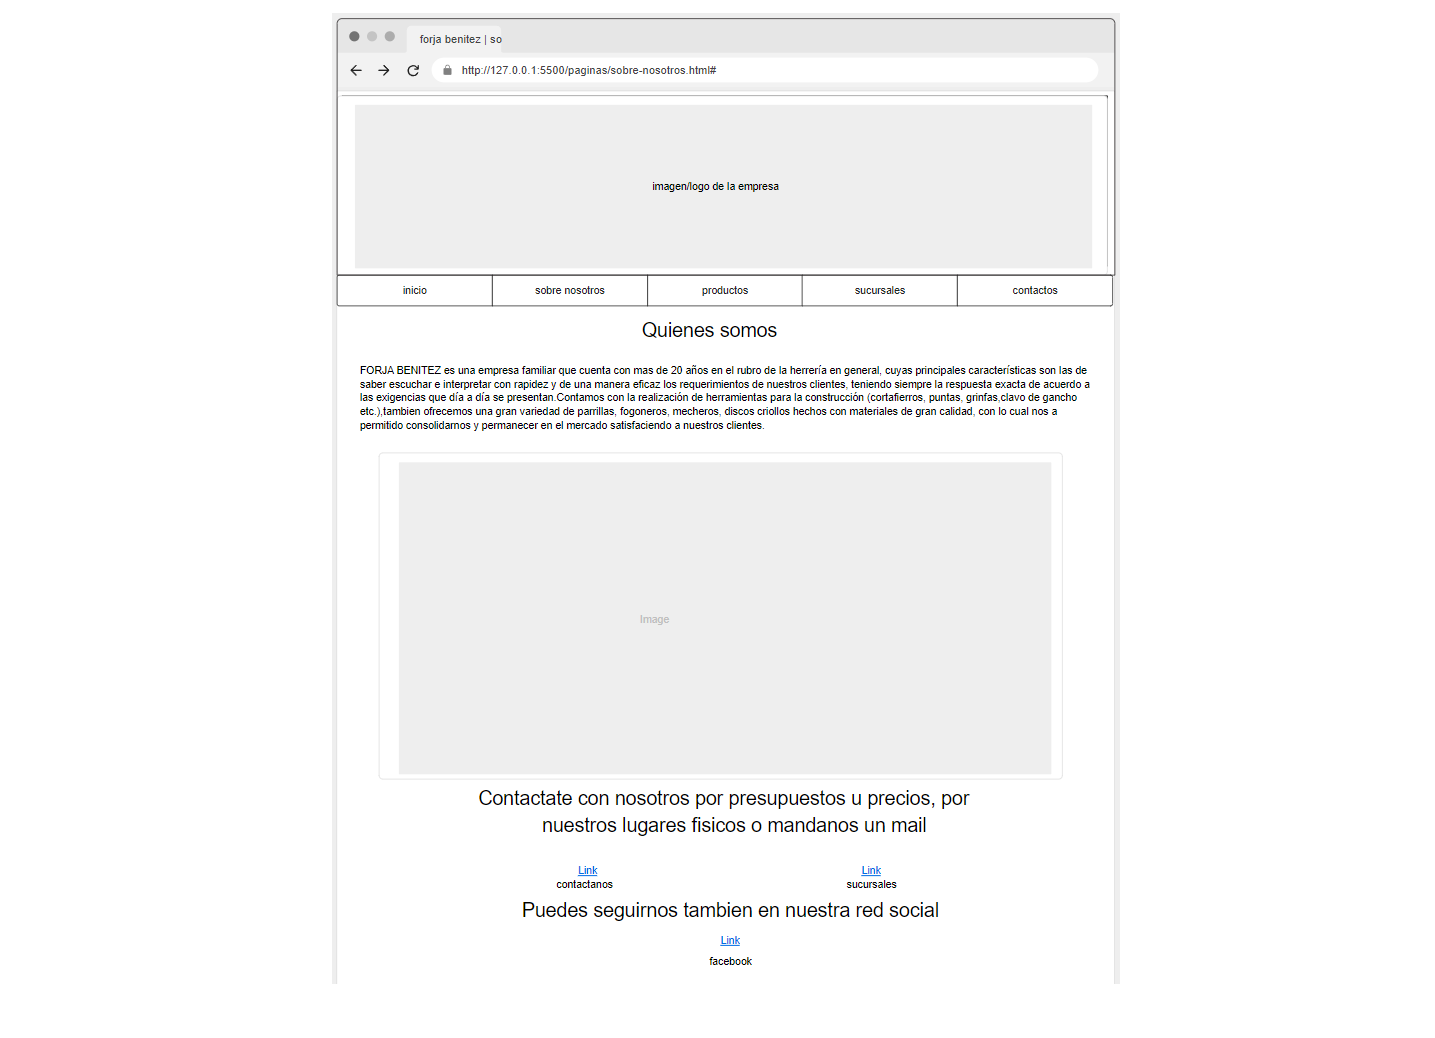 forja benitez | so
http://127.0.0.1:5500/paginas/sobre-nosotros.html#
imagen/logo de la empresa
inicio sobre nosotros productos sucursales contactos
Quienes somos
FORJA BENITEZ es una empresa familiar que cuenta con mas de 20 años en el rubro de la herrería en general, cuyas principales características son las de
saber escuchar e interpretar con rapidez y de una manera eficaz los requerimientos de nuestros clientes, teniendo siempre la respuesta exacta de acuerdo a
las exigencias que día a día se presentan.Contamos con la realización de herramientas para la construcción (cortafierros, puntas, grinfas,clavo de gancho
etc.),tambien ofrecemos una gran variedad de parrillas, fogoneros, mecheros, discos criollos hechos con materiales de gran calidad, con lo cual nos a
permitido consolidarnos y permanecer en el mercado satisfaciendo a nuestros clientes.
Image
Contactate con nosotros por presupuestos u precios, por
nuestros lugares fisicos o mandanos un mail
Link Link
contactanos sucursales
Puedes seguirnos tambien en nuestra red social
Link
facebook